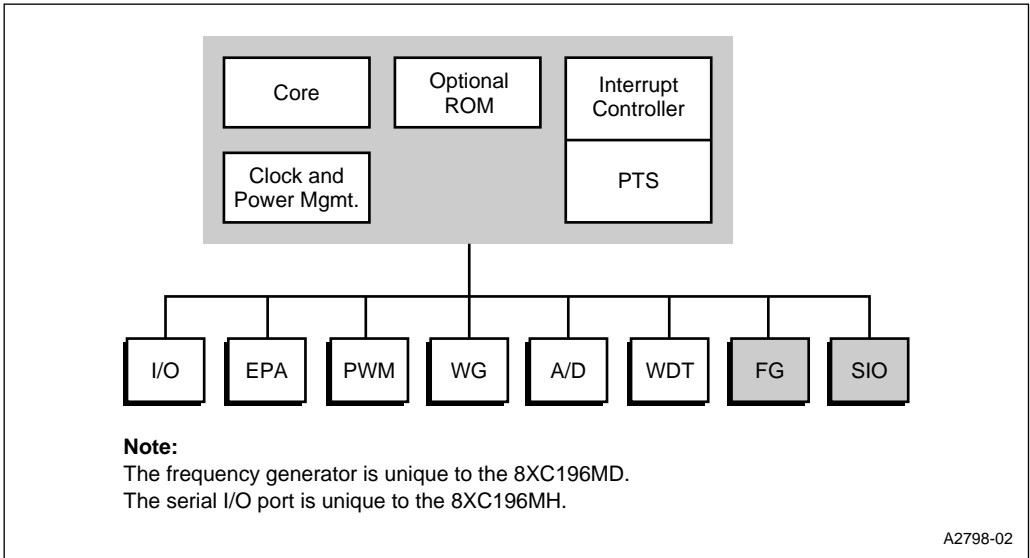 Core
Optional
ROM
Interrupt
Controller
Clock and
Power Mgmt.
PTS
I/O
EPA
PWM
WG
A/D
WDT
FG
SIO
Note:
The frequency generator is unique to the 8XC196MD.
The serial I/O port is unique to the 8XC196MH.
A2798-02